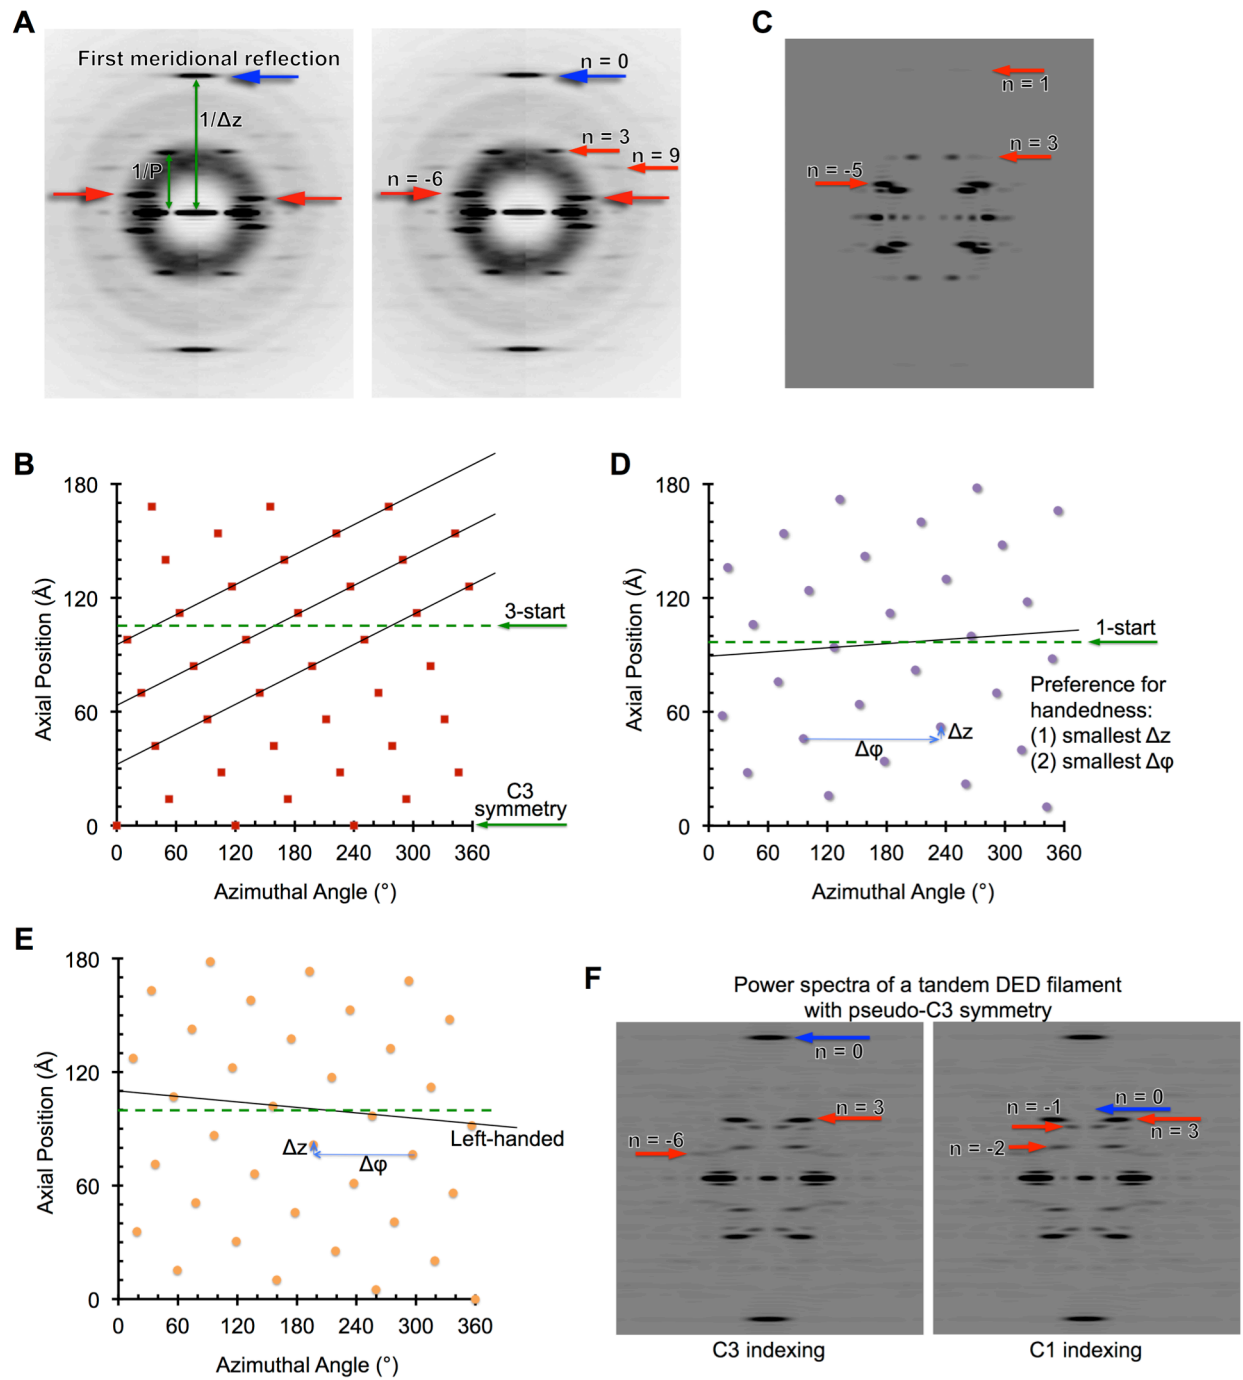 A
First meridional reflection
1/Δz
1/P
n = 0
n = 3
n = 9
n = -6
C
n = 1
n = 3
n = -5
B
180
120
60
0
Axial Position (Å)
3-start
C3
symmetry
0 60 120 180 240 300 360
Azimuthal Angle (°)
D
180
120
60
0
Axial Position (Å)
1-start
Preference for
handedness:
(1) smallest Δz
(2) smallest Δφ
Δz
Δφ
0 60 120 180 240 300 360
Azimuthal Angle (°)
E
180
120
60
0
Axial Position (Å)
Left-handed
Δz
Δφ
0 60 120 180 240 300 360
Azimuthal Angle (°)
F
Power spectra of a tandem DED filament
with pseudo-C3 symmetry
n = 0
n = 3
n = -6
C3 indexing
n = 0
n = -1
n = 3
n = -2
C1 indexing